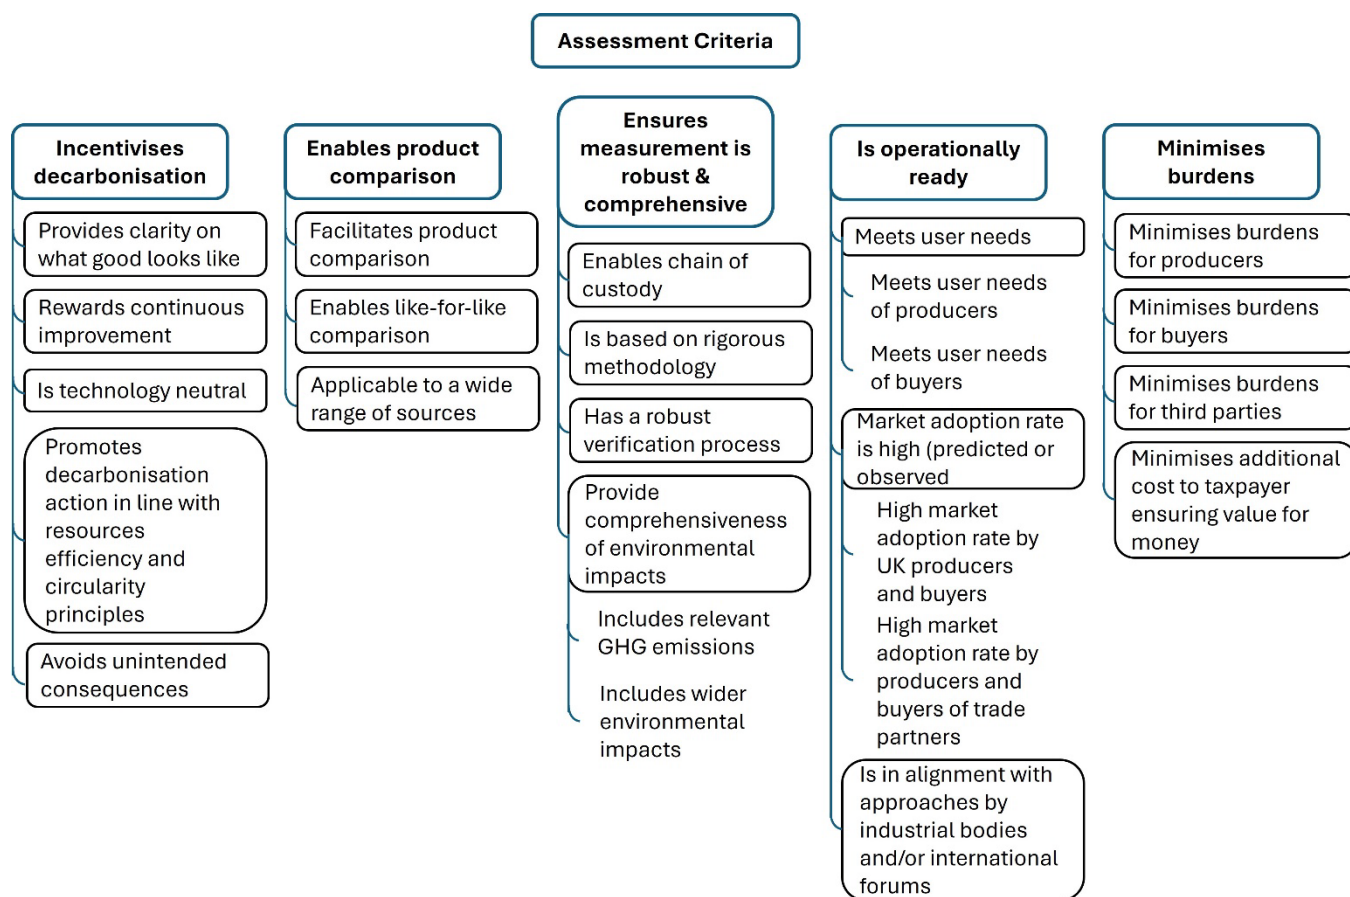 Assessment Criteria
Incentivises
decarbonisation
Provides clarity on
what good looks like
Rewards continuous
improvement
Is technology neutral
Promotes
decarbonisation
action in line with
resources
efficiency and
circularity
principles
Avoids unintended
consequences
Enables product
comparison
Facilitates product
comparison
Enables like-for-like
comparison
Applicable to a wide
range of sources
Ensures
measurement is
robust &
comprehensive
Enables chain of
custody
Is based on rigorous
methodology
Has a robust
verification process
Provide
comprehensiveness
of environmental
impacts
Includes relevant
GHG emissions
Includes wider
environmental
impacts
Is operationally
ready
Meets user needs
Meets user needs
of producers
Meets user needs
of buyers
Market adoption rate
is high (predicted or
observed
High market
adoption rate by
UK producers
and buyers
High market
adoption rate by
producers and
buyers of trade
partners
Is in alignment with
approaches by
industrial bodies
and/or international
forums
Minimises
burdens
Minimises burdens
for producers
Minimises burdens
for buyers
Minimises burdens
for third parties
Minimises additional
cost to taxpayer
ensuring value for
money